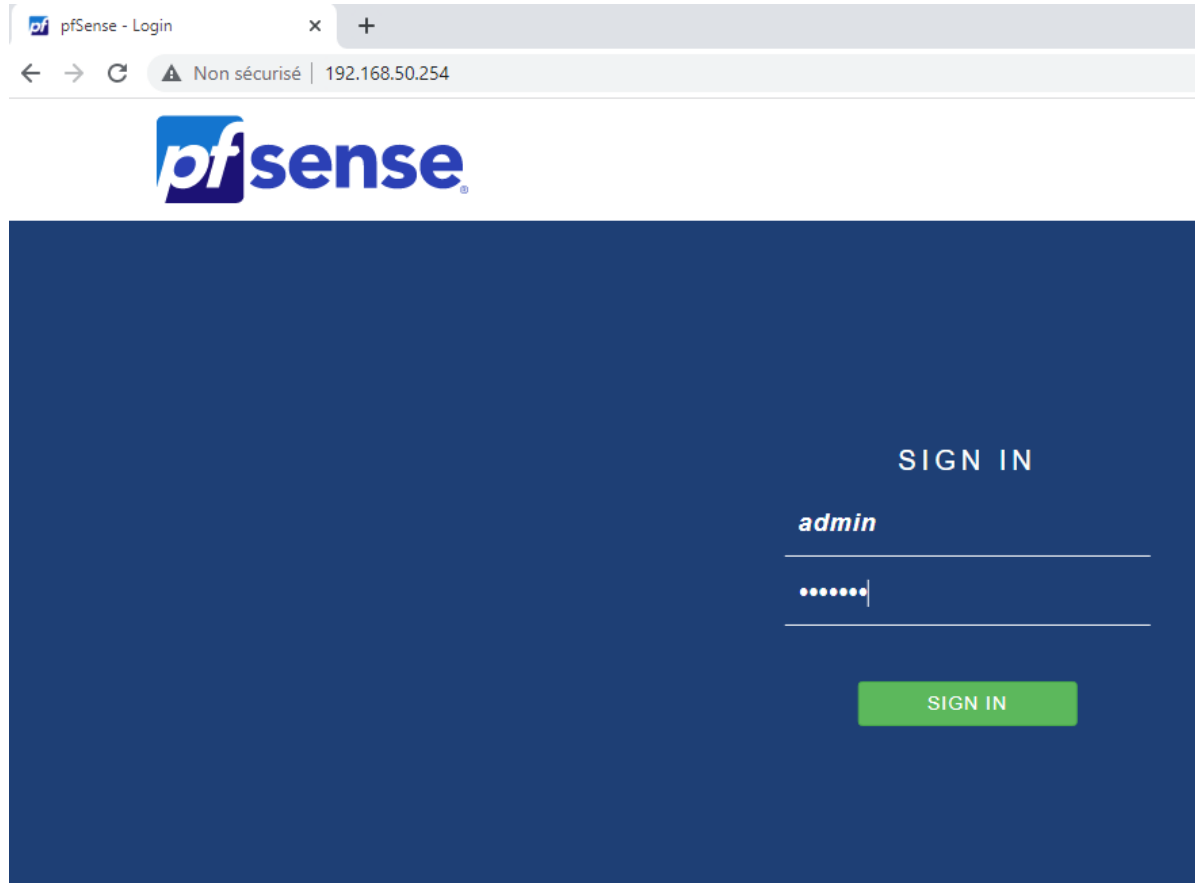 pfSense - Login
Non sécurisé | 192.168.50.254
pfsense®
SIGN IN
admin
•••••••
SIGN IN